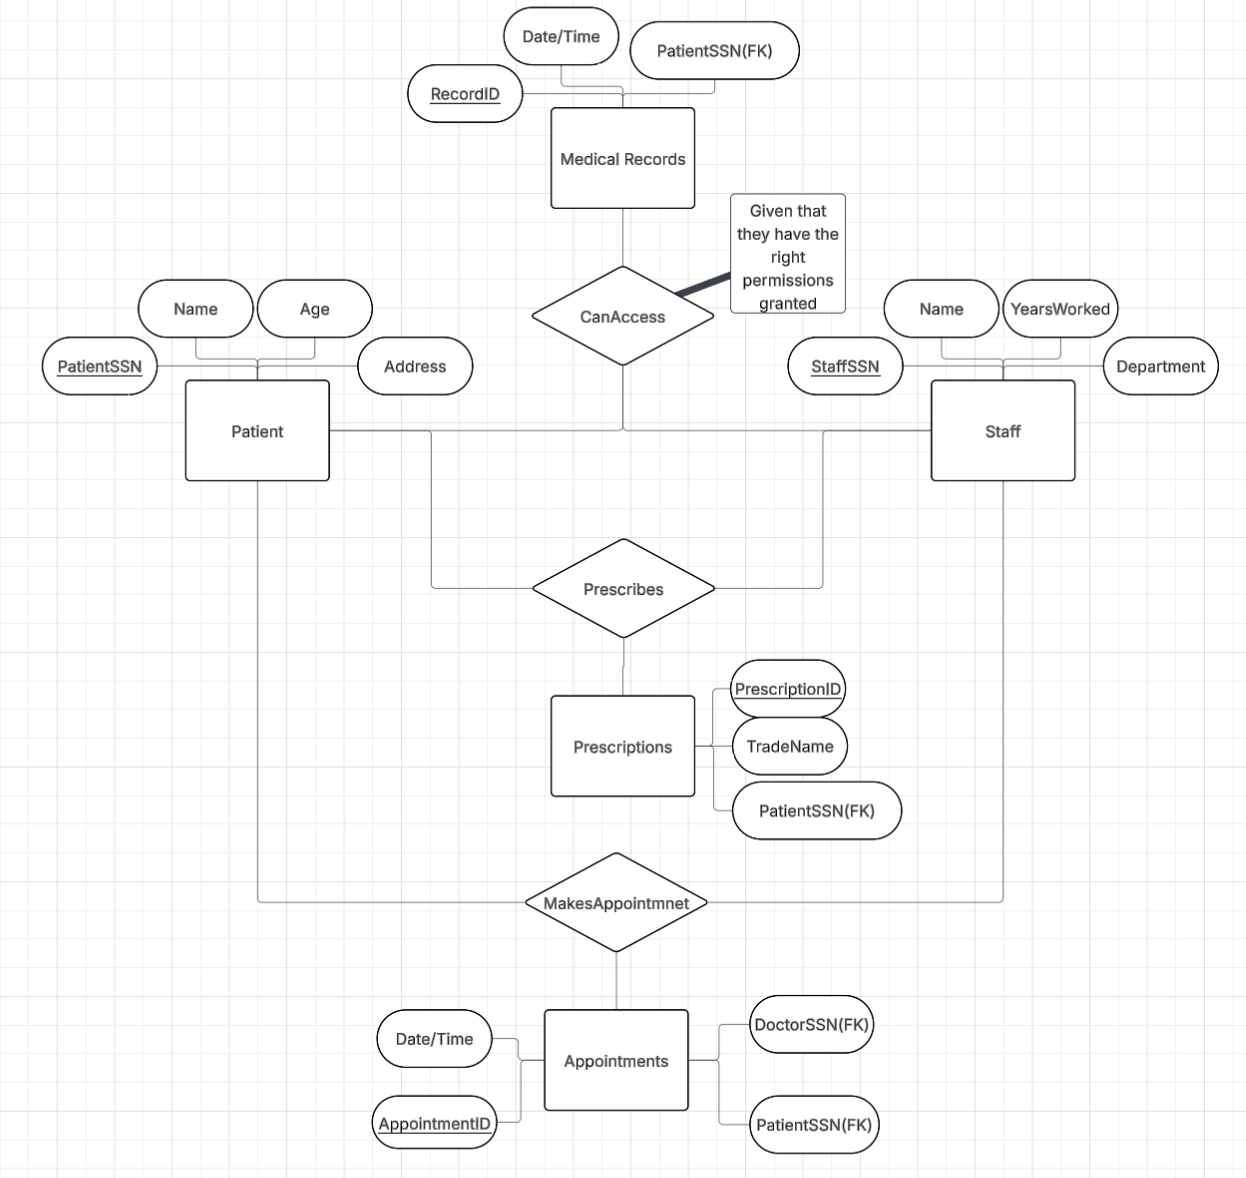 Date/Time
PatientSSN(FK)
RecordID
Medical Records
Given that
they have the
right
permissions
granted
CanAccess
Name
Age
Name
YearsWorked
PatientSSN
Address
StaffSSN
Department
Patient
Staff
Prescribes
PrescriptionID
TradeName
Prescriptions
PatientSSN(FK)
MakesAppointmnet
Date/Time
DoctorSSN(FK)
Appointments
AppointmentID
PatientSSN(FK)